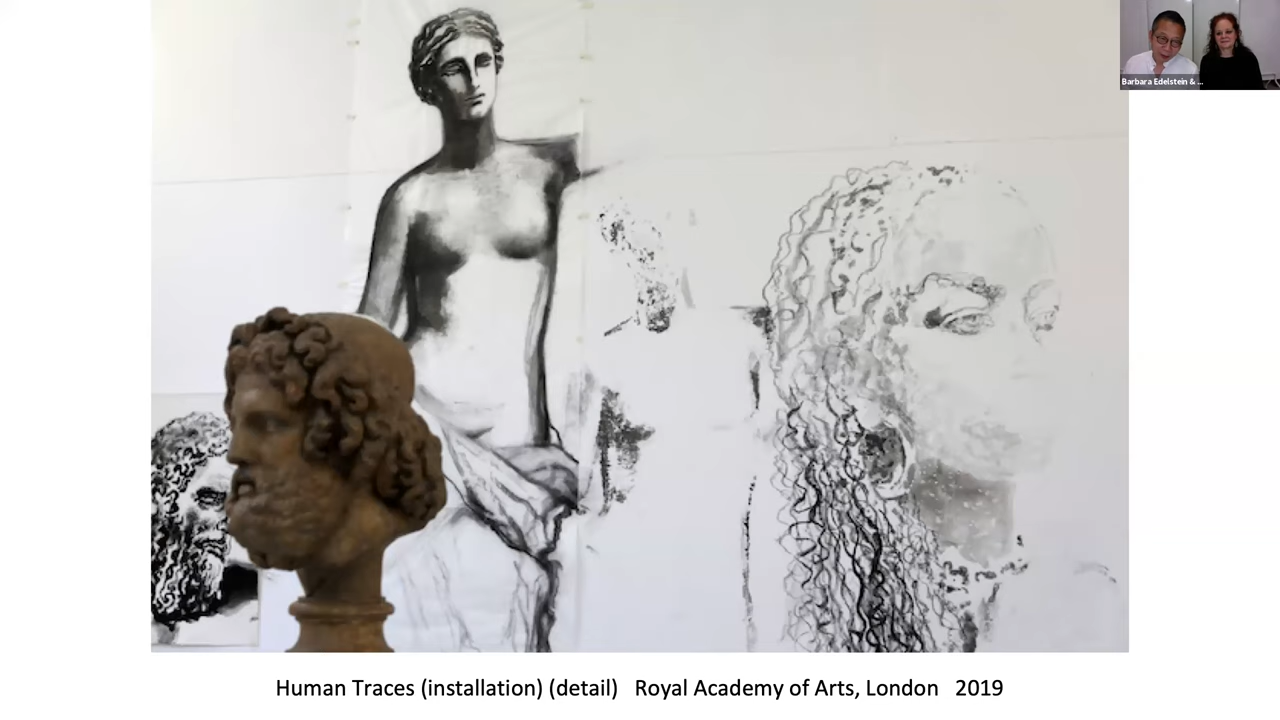 Barbara Edelstein & ...
Human Traces (installation) (detail) Royal Academy of Arts, London 2019